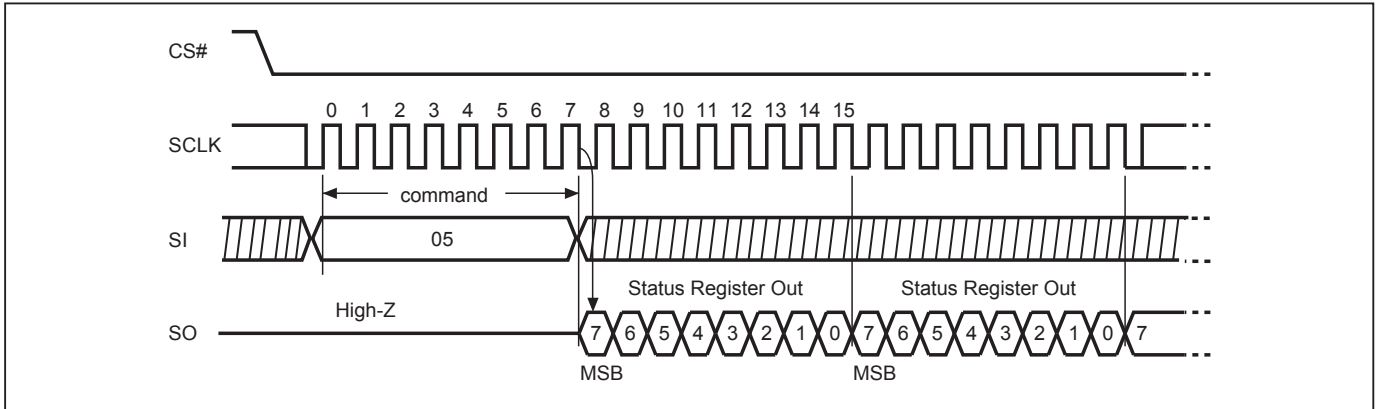 CS#
0 1 2 3 4 5 6 7 8 9 10 11 12 13 14 15
SCLK
command
SI 05
Status Register Out Status Register Out
High-Z
SO 7 6 5 4 3 2 1 0 7 6 5 4 3 2 1 0 7
MSB MSB